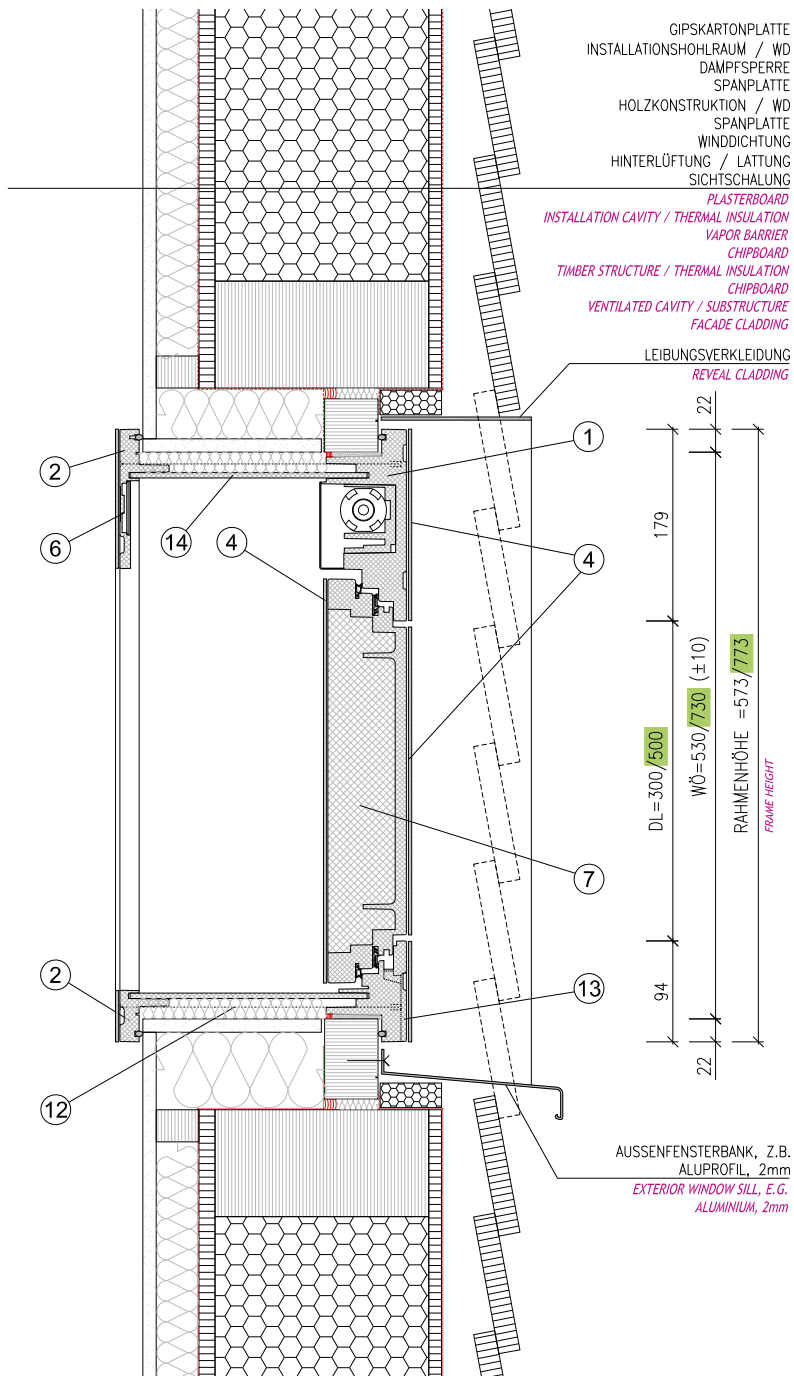 GIPSKARTONPLATTE
INSTALLATIONSHOHLRAUM / WD
DAMPFSPERRE
SPANPLATTE
HOLZKONSTRUKTION / WD
SPANPLATTE
WINDDICHTUNG
HINTERLÜFTUNG / LATTUNG
SICHTSCHALUNG
PLASTERBOARD
INSTALLATION CAVITY / THERMAL INSULATION
VAPOR BARRIER
CHIPBOARD
TIMBER STRUCTURE / THERMAL INSULATION
CHIPBOARD
VENTILATED CAVITY / SUBSTRUCTURE
FACADE CLADDING
LEIBUNGSVERKLEIDUNG
REVEAL CLADDING
22
1
2
179
6
14
4
4
DL=300/500
WÖ=530/730 (±10)
RAHMENHÖHE =573/773
FRAME HEIGHT
7
2
13
94
22
12
AUSSENFENSTERBANK, Z.B.
ALUPROFIL, 2mm
EXTERIOR WINDOW SILL, E.G.
ALUMINIUM, 2mm